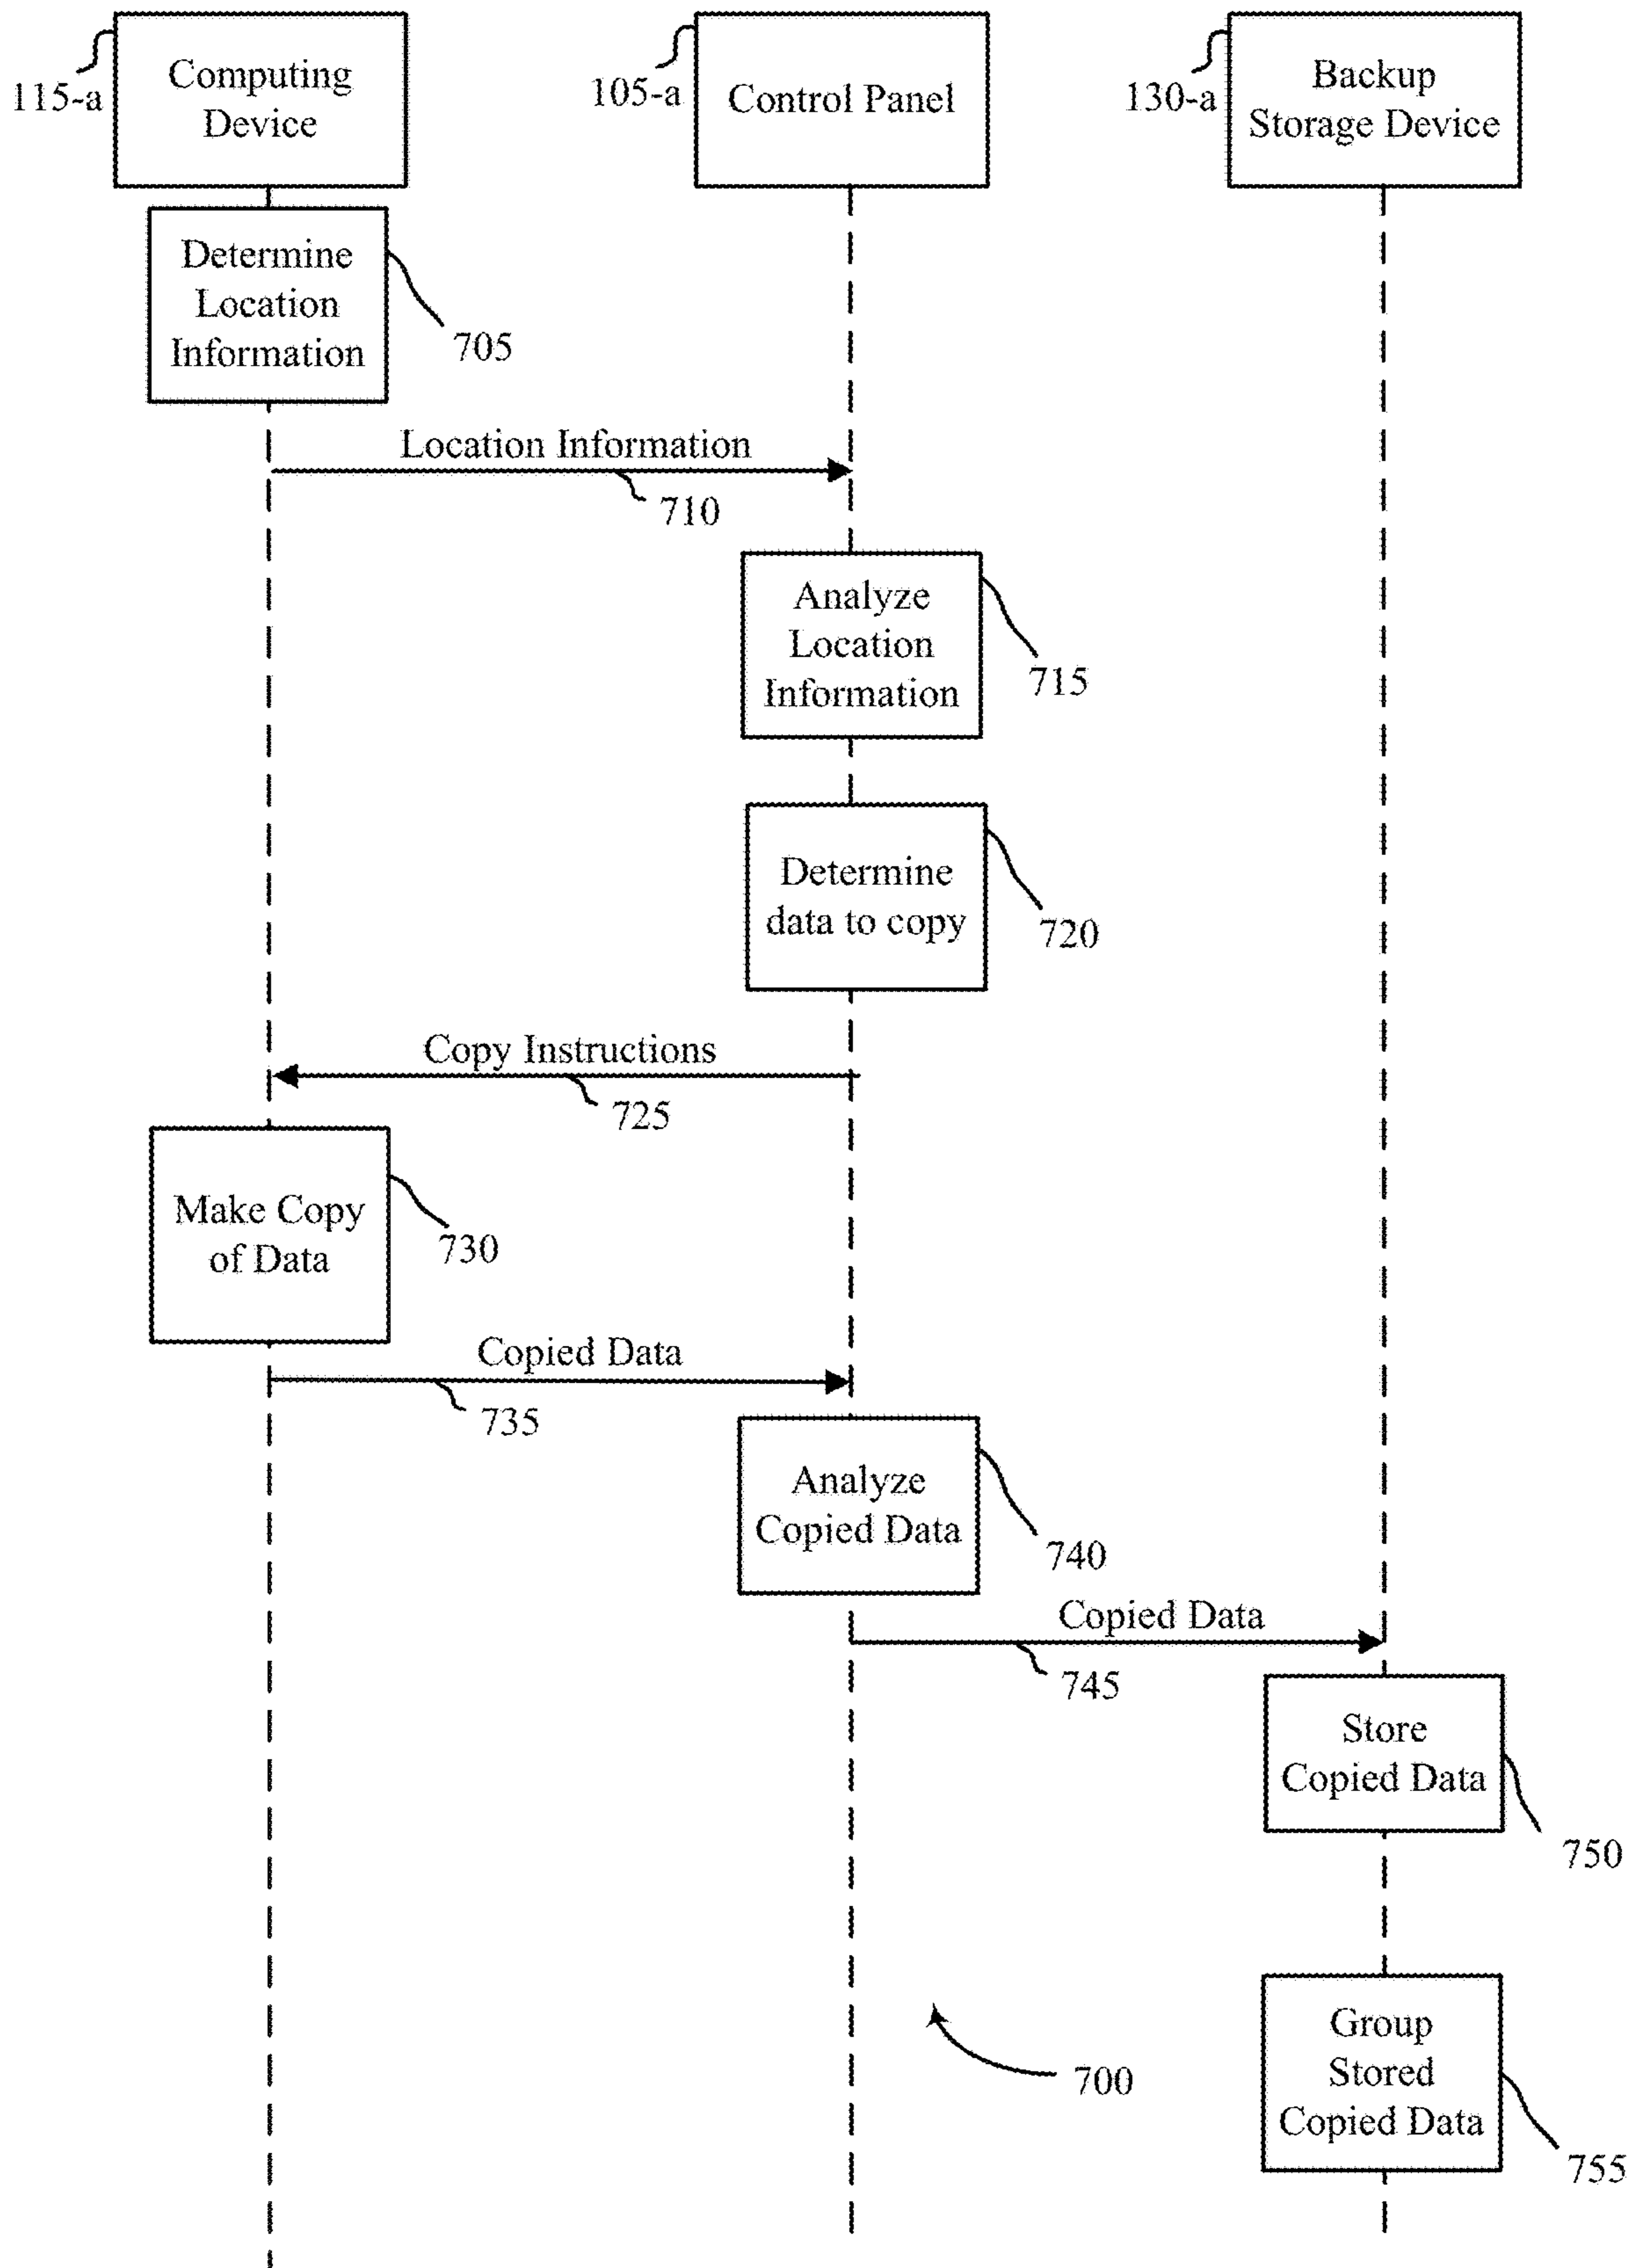 Computing
Device
115-a
Control Panel
105-a
Backup
Storage Device
130-a
Determine
Location
Information
705
Location Information
710
Analyze
Location
Information
715
Determine
data to copy
720
Copy Instructions
725
Make Copy
of Data
730
Copied Data
735
Analyze
Copied Data
740
Copied Data
745
Store
Copied Data
750
Group
Stored
Copied Data
755
700